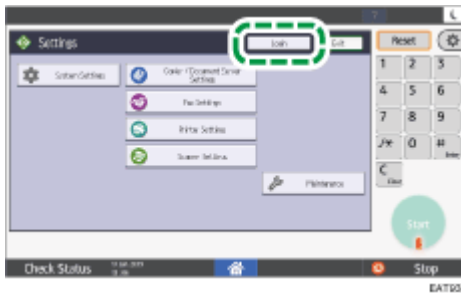 ?
Settings
Login
Exit
Reset
System Settings
Copier / Document Server
Settings
Fax Settings
Printer Settings
Scanner Settings
Maintenance
1 2 3
4 5 6
7 8 9
0 #
C
Start
Check Status
Stop